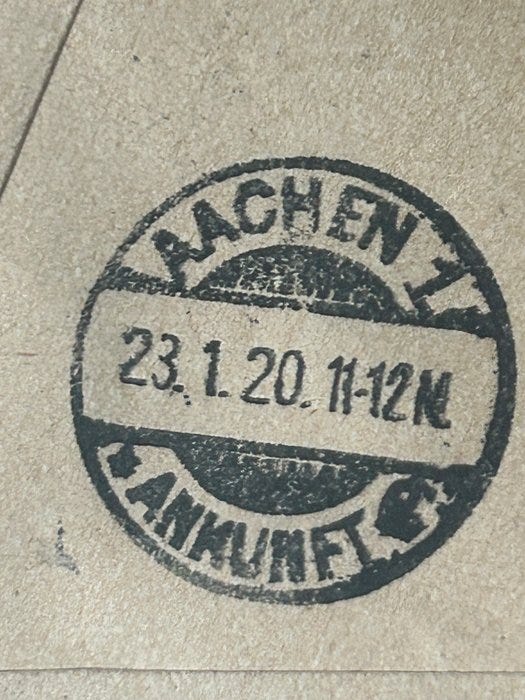 AACHEN 1
23. 1. 20. 11-12 N.
ANKUNFT